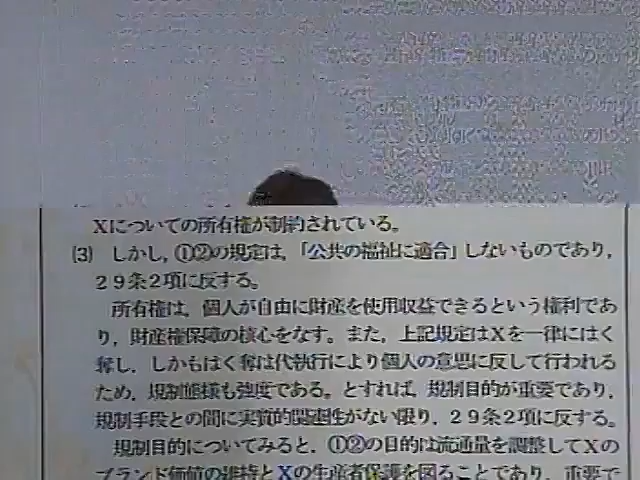 Xについての所有権が制約されている。
(3) しかし，①②の規定は，「公共の福祉に適合」しないものであり，
２９条２項に反する。
所有権は，個人が自由に財産を使用収益できるという権利であ
り，財産権保障の核心をなす。また，上記規定はＸを一律にはく
奪し，しかもはく奪は代執行により個人の意思に反して行われる
ため，規制態様も強度である。とすれば，規制目的が重要であり，
規制手段との間に実質的関連性がない限り，２９条２項に反する。
規制目的についてみると，①②の目的は流通量を調整してＸの
ブランド価値の維持とＸの生産者保護を図ることであり，重要で